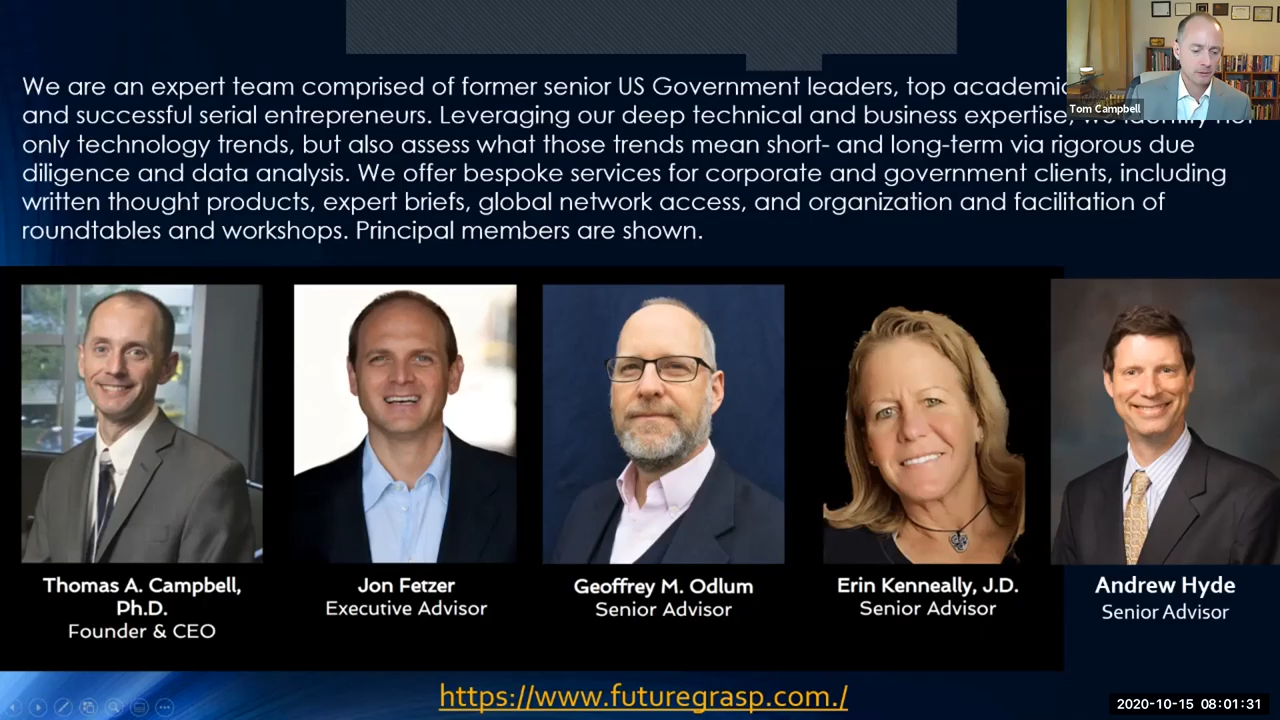 We are an expert team comprised of former senior US Government leaders, top
and successful serial entrepreneurs. Leveraging our deep technical and business expertise,
only technology trends, but also assess what those trends mean short- and long-term via rigorous due
diligence and data analysis. We offer bespoke services for corporate and government clients, including
written thought products, expert briefs, global network access, and organization and facilitation of
roundtables and workshops. Principal members are shown.
Tom Campbell
Thomas A. Campbell,
Ph.D.
Founder & CEO
Jon Fetzer
Executive Advisor
Geoffrey M. Odlum
Senior Advisor
Erin Kenneally, J.D.
Senior Advisor
Andrew Hyde
Senior Advisor
https://www.futuregrasp.com./
2020-10-15 08:01:31